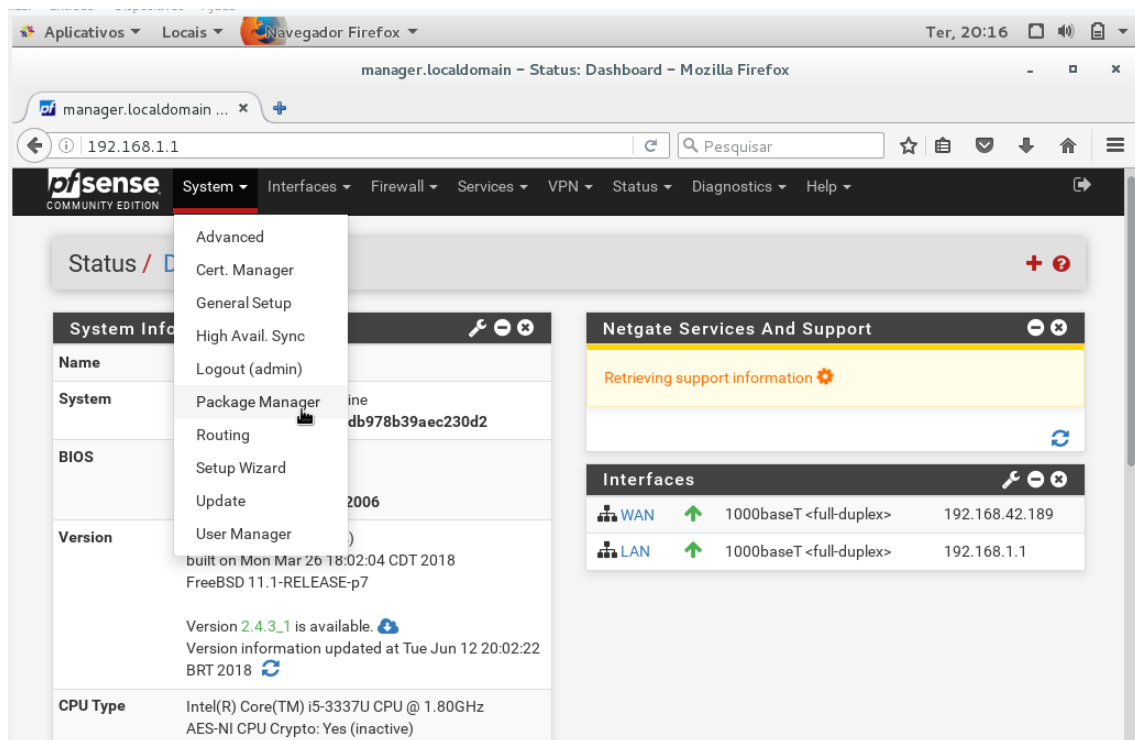 Aplicativos Locais Navegador Firefox Ter, 20:16
manager.localdomain – Status: Dashboard – Mozilla Firefox
manager.localdomain ...
192.168.1.1 Pesquisar
pfsense System Interfaces Firewall Services VPN Status Diagnostics Help
COMMUNITY EDITION
Advanced
Cert. Manager
General Setup
High Avail. Sync
Logout (admin)
Package Manager
Routing
Setup Wizard
Update
User Manager
Status /
System Info
Name
System
db978b39aec230d2
BIOS
2006
Version
built on Mon Mar 26 18:02:04 CDT 2018
FreeBSD 11.1-RELEASE-p7
Version 2.4.3_1 is available.
Version information updated at Tue Jun 12 20:02:22
BRT 2018
CPU Type Intel(R) Core(TM) i5-3337U CPU @ 1.80GHz
AES-NI CPU Crypto: Yes (inactive)
Netgate Services And Support
Retrieving support information
Interfaces
WAN 1000baseT <full-duplex> 192.168.42.189
LAN 1000baseT <full-duplex> 192.168.1.1